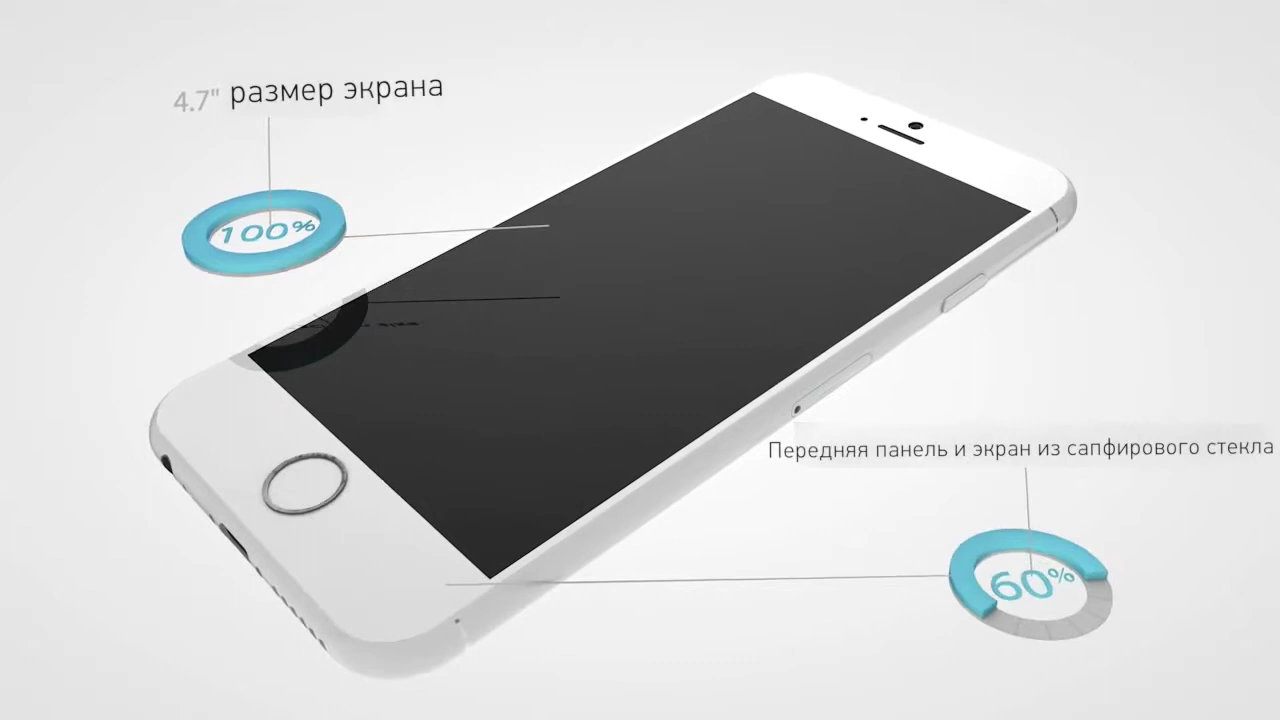 4.7" размер экрана
100%
Передняя панель и экран из сапфирового стекла
60%